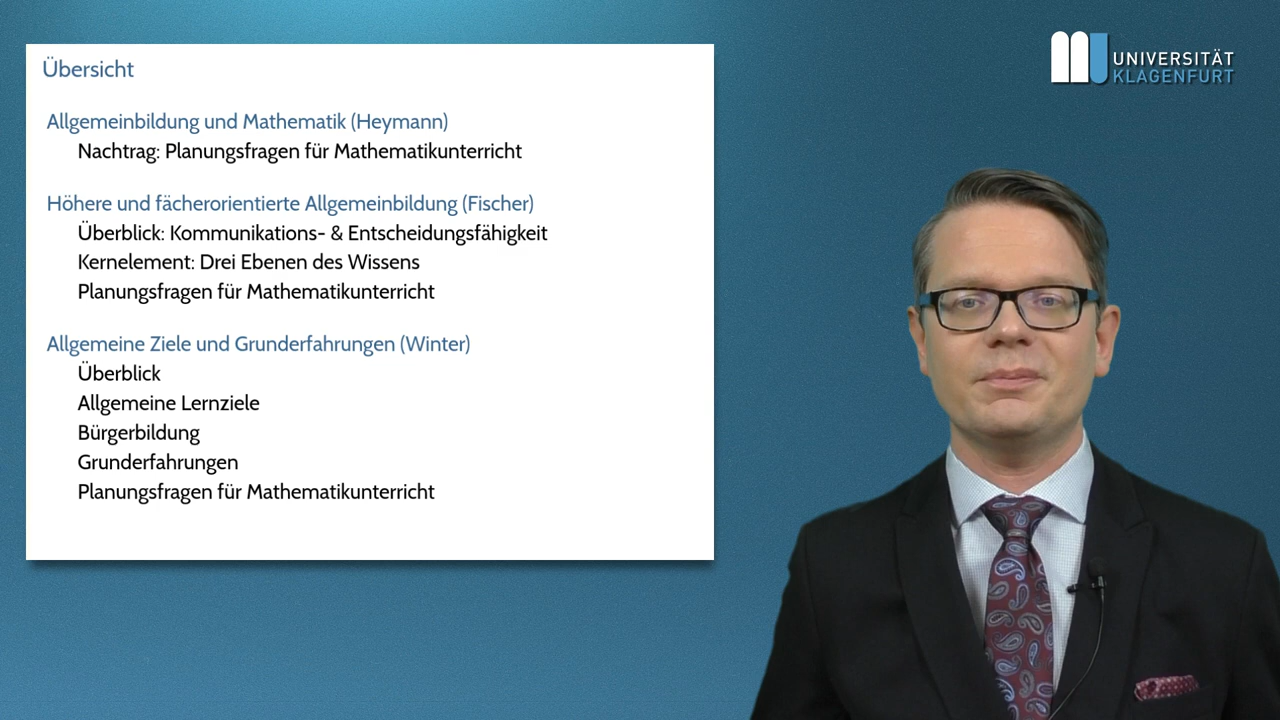 Übersicht
Allgemeinbildung und Mathematik (Heymann)
Nachtrag: Planungsfragen für Mathematikunterricht
Höhere und fächerorientierte Allgemeinbildung (Fischer)
Überblick: Kommunikations- & Entscheidungsfähigkeit
Kernelement: Drei Ebenen des Wissens
Planungsfragen für Mathematikunterricht
Allgemeine Ziele und Grunderfahrungen (Winter)
Überblick
Allgemeine Lernziele
Bürgerbildung
Grunderfahrungen
Planungsfragen für Mathematikunterricht
UNIVERSITÄT
KLAGENFURT